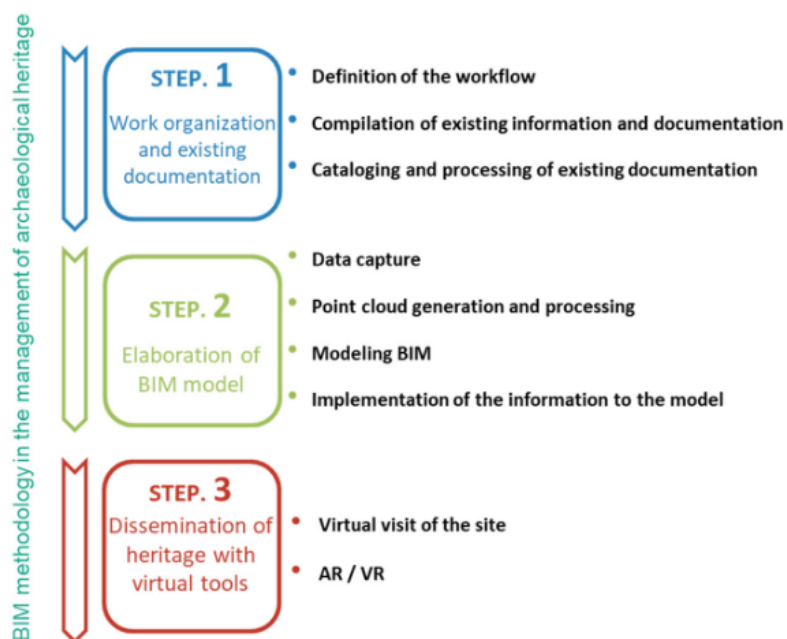 BIM methodology in the management of archaeological heritage
STEP. 1
Work organization
and existing
documentation
• Definition of the workflow
• Compilation of existing information and documentation
• Cataloging and processing of existing documentation
STEP. 2
Elaboration of
BIM model
• Data capture
• Point cloud generation and processing
• Modeling BIM
• Implementation of the information to the model
STEP. 3
Dissemination of
heritage with
virtual tools
• Virtual visit of the site
• AR / VR